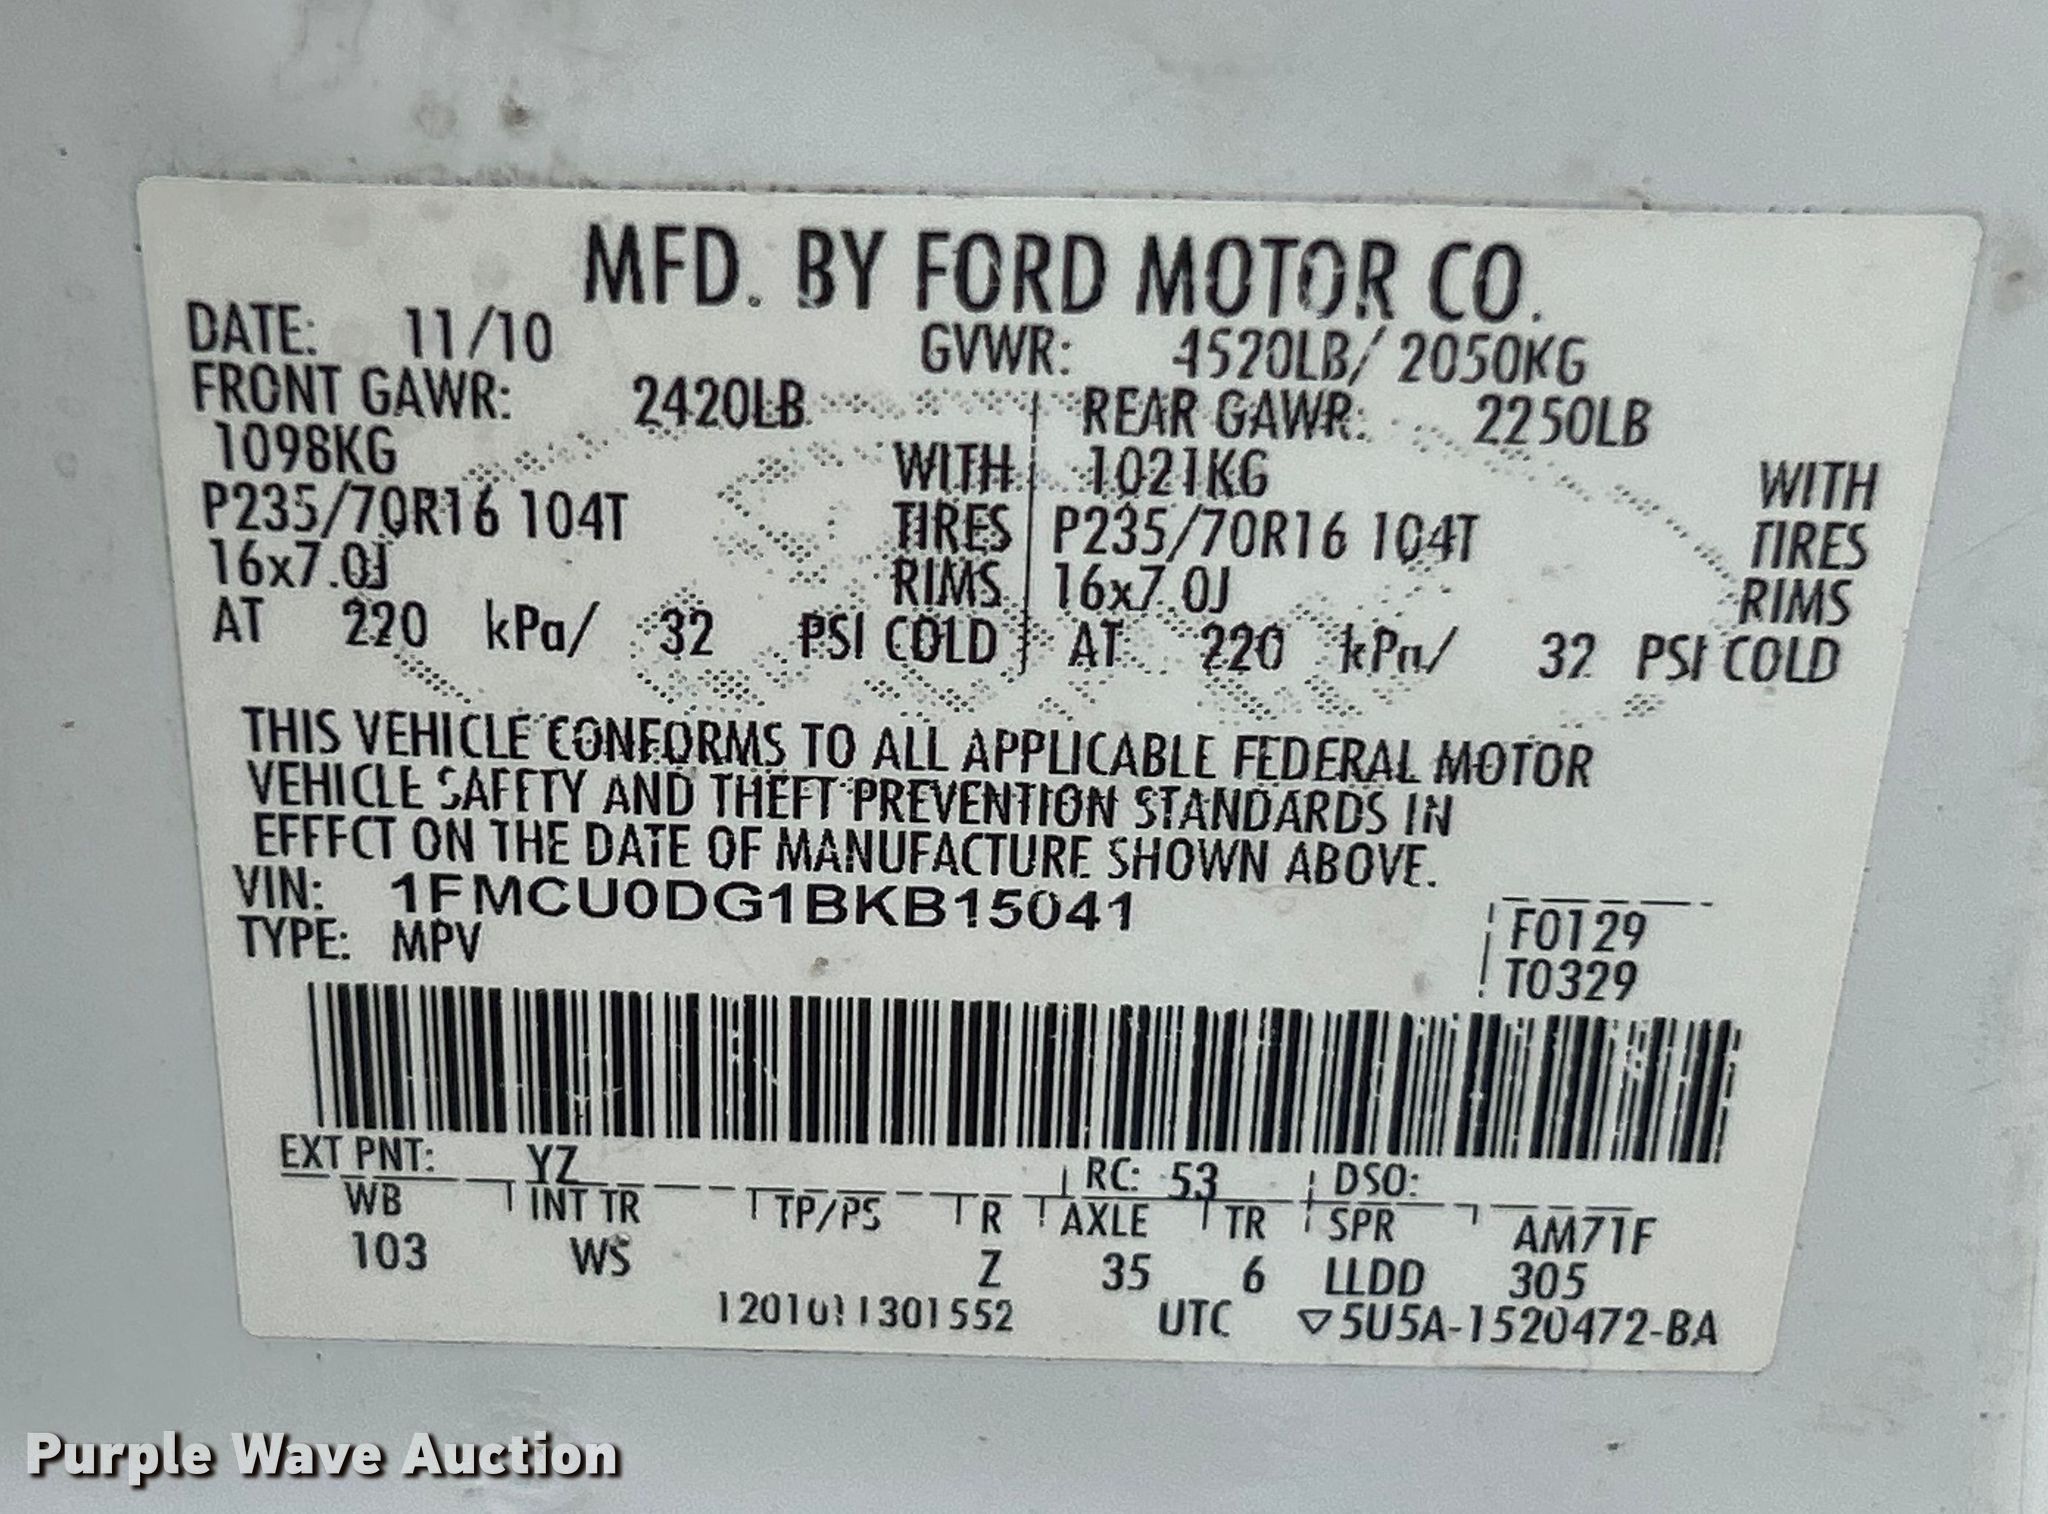 MFD. BY FORD MOTOR CO.
DATE: 11/10 GVWR: 4520LB/ 2050KG
FRONT GAWR: 2420LB REAR GAWR: 2250LB
1098KG WITH 1021KG WITH
P235/70R16 104T TIRES P235/70R16 104T TIRES
16x7.0J RIMS 16x7.0J RIMS
AT 220 kPa/ 32 PSI COLD AT 220 kPa/ 32 PSI COLD
THIS VEHICLE CONFORMS TO ALL APPLICABLE FEDERAL MOTOR
VEHICLE SAFETY AND THEFT PREVENTION STANDARDS IN
EFFECT ON THE DATE OF MANUFACTURE SHOWN ABOVE.
VIN: 1FMCU0DG1BKB15041
TYPE: MPV
F0129
T0329
EXT PNT: YZ RC: 53 DSO:
WB INT TR TP/PS R AXLE TR SPR AM71F
103 WS Z 35 6 LLDD 305
1201011301552 UTC ▽5U5A-1520472-BA
Purple Wave Auction